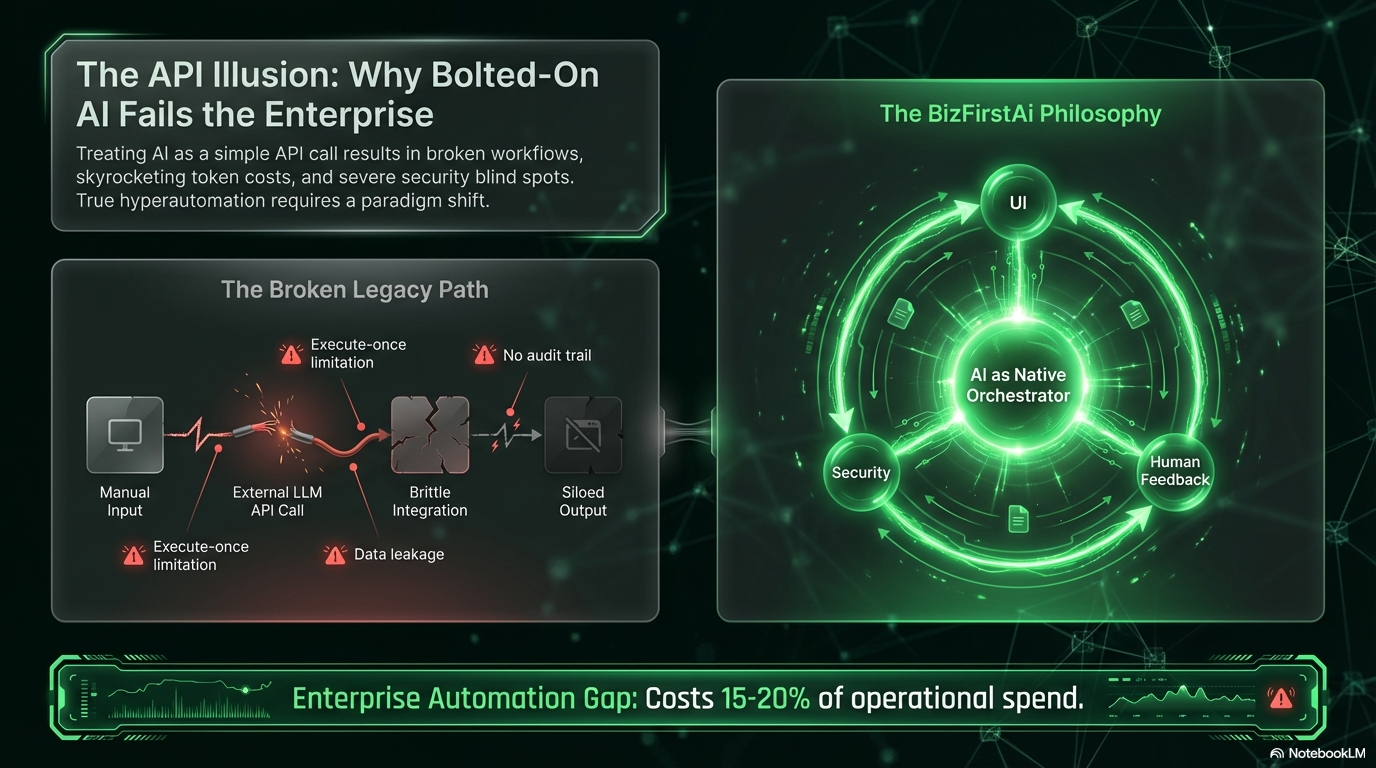 The API Illusion: Why Bolted-On
AI Fails the Enterprise
Treating AI as a simple API call results in broken workflows,
skyrocketing token costs, and severe security blind spots.
True hyperautomation requires a paradigm shift.
The Broken Legacy Path
Execute-once
limitation
No audit trail
Manual
Input
External LLM
API Call
Brittle
Integration
Siloed
Output
Execute-once
limitation
Data leakage
The BizFirstAi Philosophy
UI
AI as Native
Orchestrator
Security
Human
Feedback
Enterprise Automation Gap: Costs 15-20% of operational spend.
NotebookLM